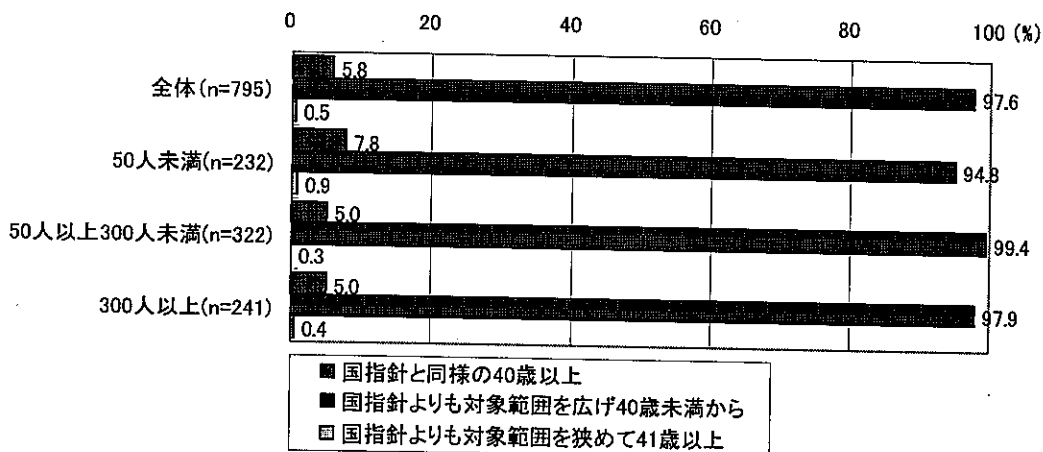 0 20 40 60 80 100 (%)
全体(n=795)
5.8
97.6
0.5
50人未満(n=232)
7.8
94.8
0.9
50人以上300人未満(n=322)
5.0
99.4
0.3
300人以上(n=241)
5.0
97.9
0.4
国指針と同様の40歳以上
国指針よりも対象範囲を広げ40歳未満から
国指針よりも対象範囲を狭めて41歳以上